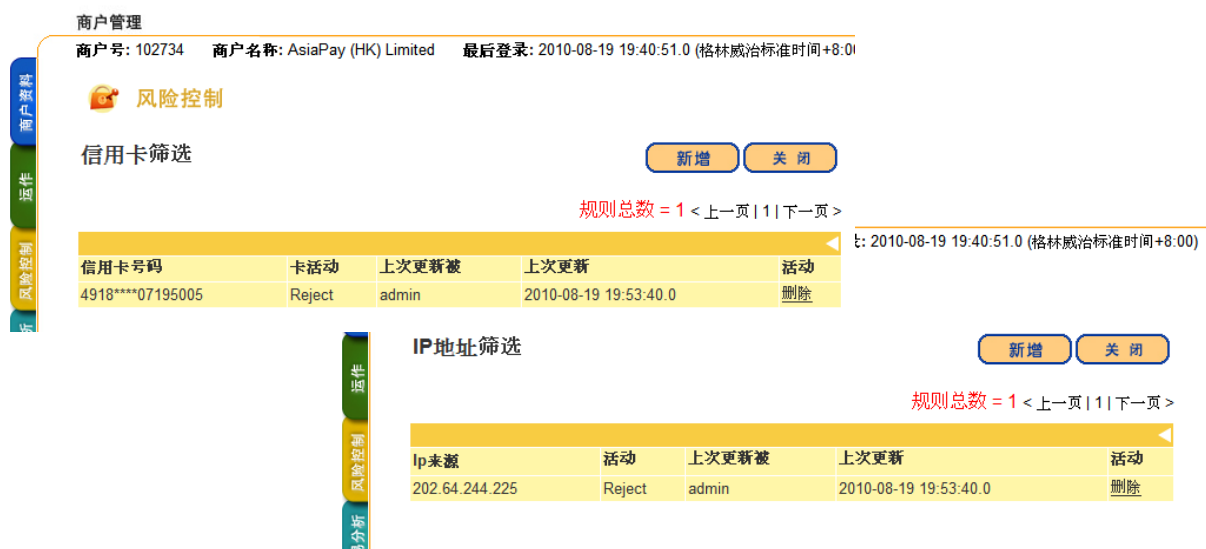 商户管理
商户号: 102734 商户名称: AsiaPay (HK) Limited 最后登录: 2010-08-19 19:40:51.0 (格林威治标准时间+8:0
商户资料
运作
风险控制
风险控制
信用卡筛选
新增 关 闭
规则总数 = 1 < 上一页 | 1 | 下一页 >
信用卡号码 卡活动 上次更新被 上次更新 活动
4918****07195005 Reject admin 2010-08-19 19:53:40.0 删除
: 2010-08-19 19:40:51.0 (格林威治标准时间+8:00)
运作
风险控制
易分析
IP地址筛选
新增 关 闭
规则总数 = 1 < 上一页 | 1 | 下一页 >
Ip来源 活动 上次更新被 上次更新 活动
202.64.244.225 Reject admin 2010-08-19 19:53:40.0 删除